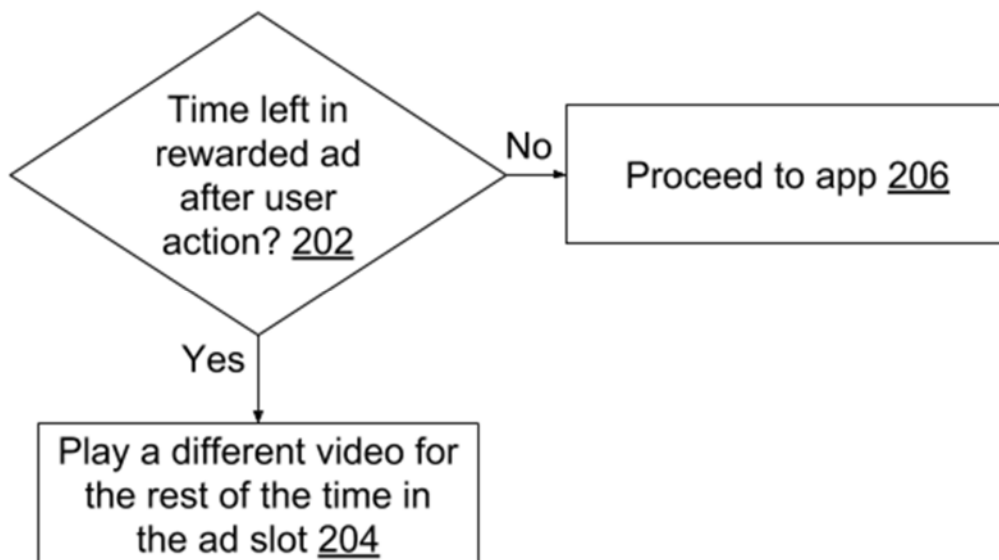 Time left in
rewarded ad
after user
action? 202
No
Proceed to app 206
Yes
Play a different video for
the rest of the time in
the ad slot 204